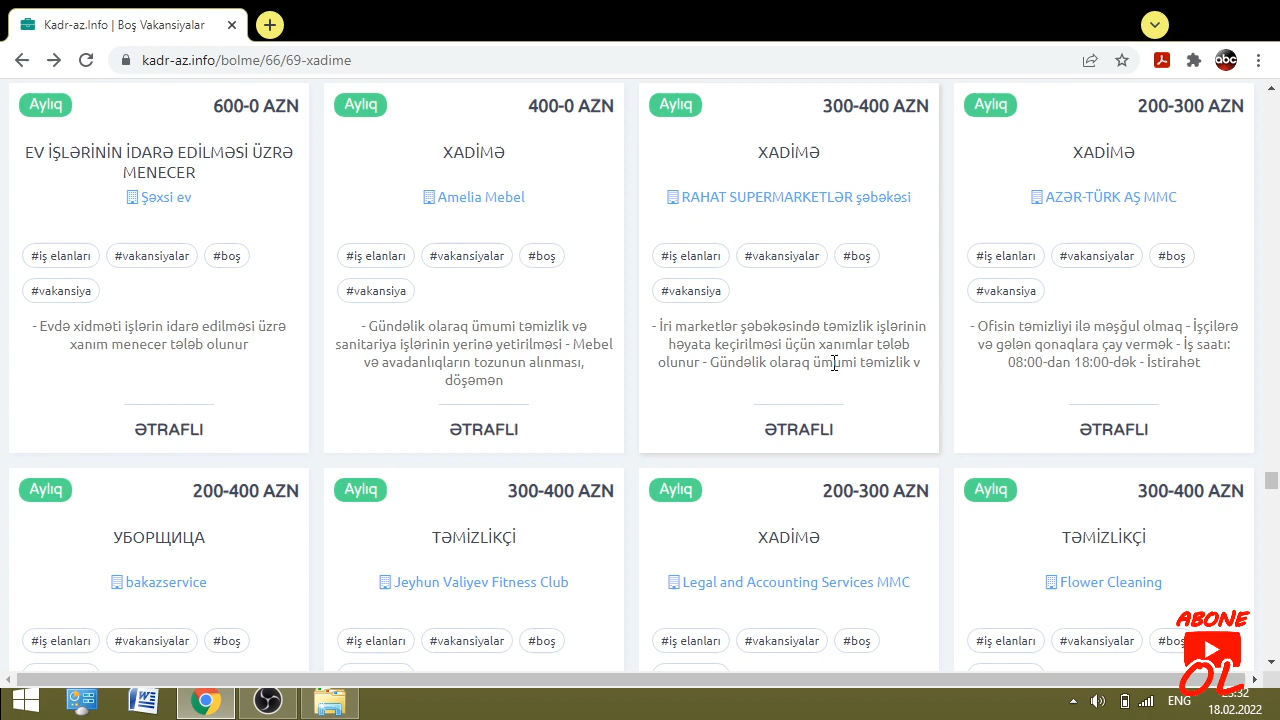 Kadr-az.Info | Boş Vakansiyalar
kadr-az.info/bolme/66/69-xadime
abc
Aylıq
600-0 AZN
EV İŞLƏRİNİN İDARƏ EDİLMƏSİ ÜZRƏ
MENECER
Şəxsi ev
#iş elanları
#vakansiyalar
#boş
#vakansiya
- Evdə xidməti işlərin idarə edilməsi üzrə
xanım menecer tələb olunur
ƏTRAFLI
Aylıq
400-0 AZN
XADİMƏ
Amelia Mebel
#iş elanları
#vakansiyalar
#boş
#vakansiya
- Gündəlik olaraq ümumi təmizlik və
sanitariya işlərinin yerinə yetirilməsi - Mebel
və avadanlıqların tozunun alınması,
döşəmən
ƏTRAFLI
Aylıq
300-400 AZN
XADİMƏ
RAHAT SUPERMARKETLƏR şəbəkəsi
#iş elanları
#vakansiyalar
#boş
#vakansiya
- İri marketlər şəbəkəsində təmizlik işlərinin
həyata keçirilməsi üçün xanımlar tələb
olunur - Gündəlik olaraq ümumi təmizlik v
ƏTRAFLI
Aylıq
200-300 AZN
XADİMƏ
AZƏR-TÜRK AŞ MMC
#iş elanları
#vakansiyalar
#boş
#vakansiya
- Ofisin təmizliyi ilə məşğul olmaq - İşçilərə
və gələn qonaqlara çay vermək - İş saatı:
08:00-dan 18:00-dək - İstirahət
ƏTRAFLI
Aylıq
200-400 AZN
УБОРЩИЦА
bakazservice
#iş elanları
#vakansiyalar
#boş
Aylıq
300-400 AZN
TƏMİZLİKÇİ
Jeyhun Valiyev Fitness Club
#iş elanları
#vakansiyalar
#boş
Aylıq
200-300 AZN
XADİMƏ
Legal and Accounting Services MMC
#iş elanları
#vakansiyalar
#boş
Aylıq
300-400 AZN
TƏMİZLİKÇİ
Flower Cleaning
#iş elanları
#vakansiyalar
#boş
ABONE
OL
ENG
18.02.2022